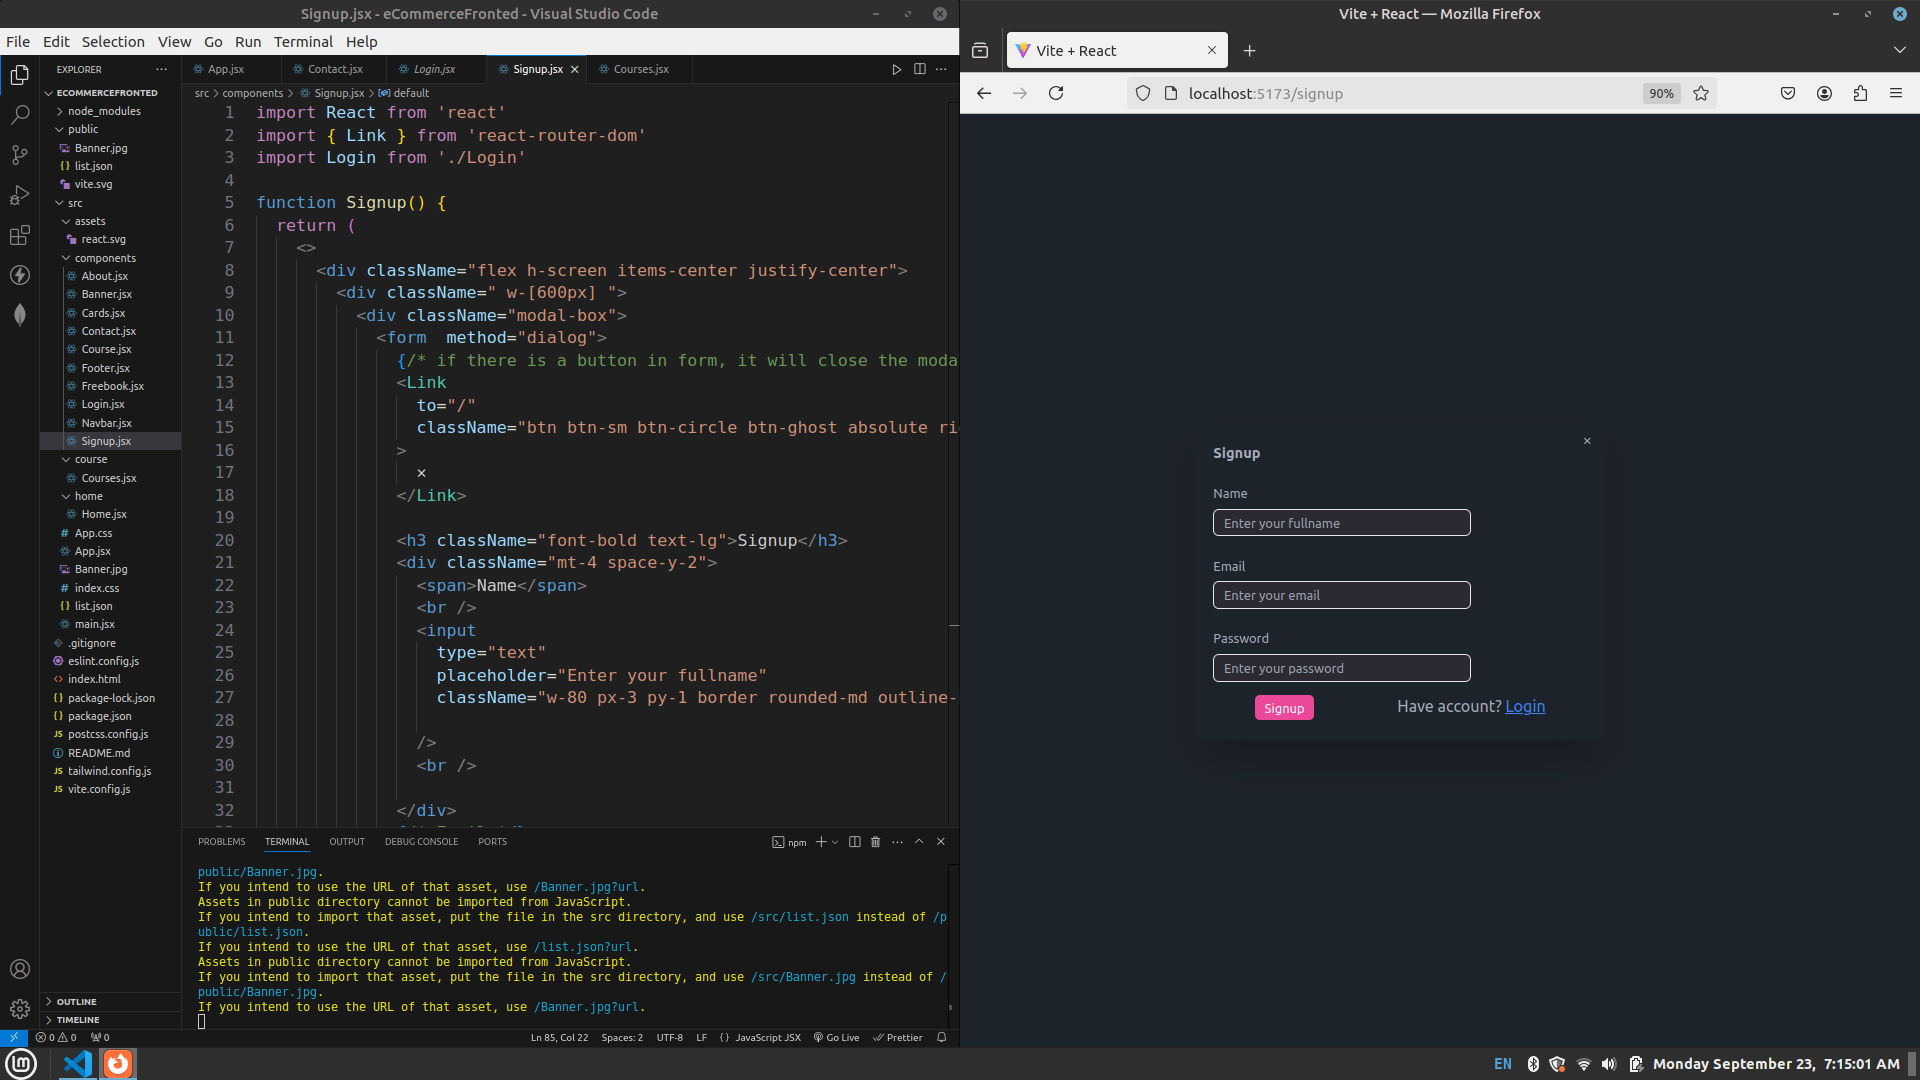 Signup.jsx - eCommerceFronted - Visual Studio Code
File Edit Selection View Go Run Terminal Help
EXPLORER
ECOMMERCEFRONTED
node_modules
public
Banner.jpg
list.json
vite.svg
src
assets
react.svg
components
About.jsx
Banner.jsx
Cards.jsx
Contact.jsx
Course.jsx
Footer.jsx
Freebook.jsx
Login.jsx
Navbar.jsx
Signup.jsx
course
Courses.jsx
home
Home.jsx
App.css
App.jsx
Banner.jpg
index.css
list.json
main.jsx
.gitignore
eslint.config.js
index.html
package-lock.json
package.json
postcss.config.js
README.md
tailwind.config.js
vite.config.js
OUTLINE
TIMELINE
App.jsx Contact.jsx Login.jsx Signup.jsx Courses.jsx
src > components > Signup.jsx > default
1 import React from 'react'
2 import { Link } from 'react-router-dom'
3 import Login from './Login'
4
5 function Signup() {
6 return (
7 <>
8 <div className="flex h-screen items-center justify-center">
9 <div className=" w-[600px] ">
10 <div className="modal-box">
11 <form  method="dialog">
12 {/* if there is a button in form, it will close the moda
13 <Link
14 to="/"
15 className="btn btn-sm btn-circle btn-ghost absolute ri
16 >
17 ✕
18 </Link>
19
20 <h3 className="font-bold text-lg">Signup</h3>
21 <div className="mt-4 space-y-2">
22 <span>Name</span>
23 <br />
24 <input
25 type="text"
26 placeholder="Enter your fullname"
27 className="w-80 px-3 py-1 border rounded-md outline-
28
29 />
30 <br />
31
32 </div>
PROBLEMS TERMINAL OUTPUT DEBUG CONSOLE PORTS
npm
public/Banner.jpg.
If you intend to use the URL of that asset, use /Banner.jpg?url.
Assets in public directory cannot be imported from JavaScript.
If you intend to import that asset, put the file in the src directory, and use /src/list.json instead of /p
ublic/list.json.
If you intend to use the URL of that asset, use /list.json?url.
Assets in public directory cannot be imported from JavaScript.
If you intend to import that asset, put the file in the src directory, and use /src/Banner.jpg instead of /
public/Banner.jpg.
If you intend to use the URL of that asset, use /Banner.jpg?url.
0 0 0 Ln 85, Col 22 Spaces: 2 UTF-8 LF { } JavaScript JSX Go Live Prettier
Vite + React — Mozilla Firefox
Vite + React
localhost:5173/signup 90%
✕
Signup
Name
Enter your fullname
Email
Enter your email
Password
Enter your password
Signup Have account? Login
EN Monday September 23, 7:15:01 AM